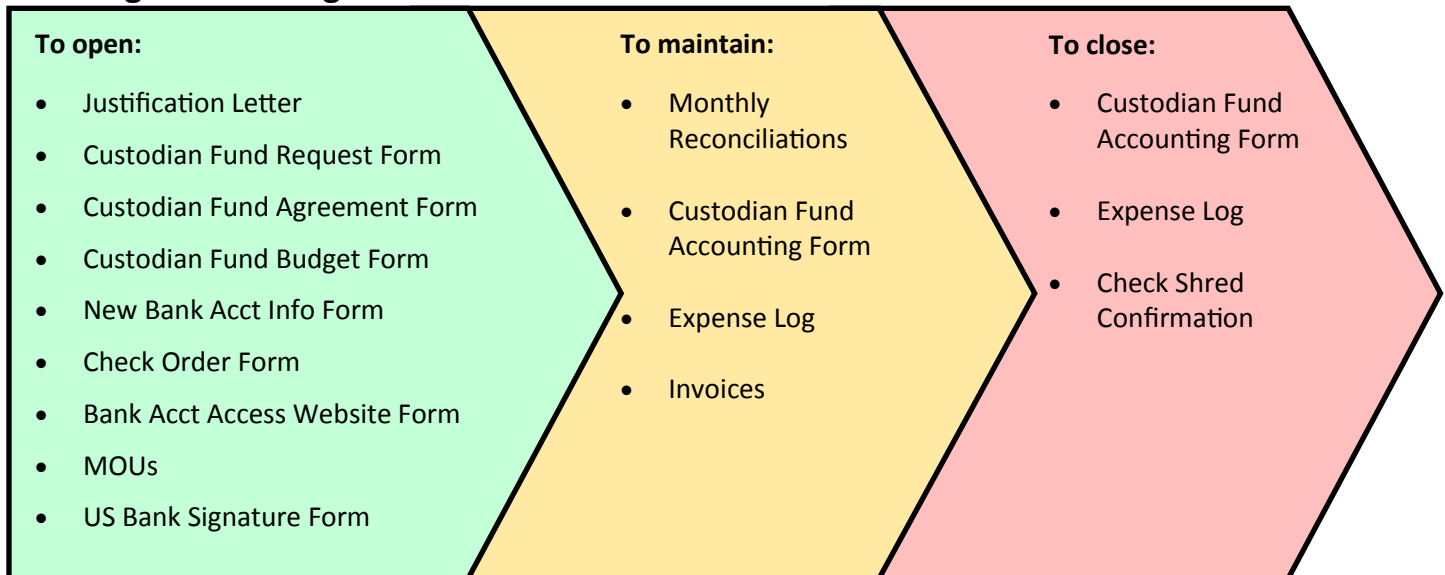 To open:
• Justification Letter
• Custodian Fund Request Form
• Custodian Fund Agreement Form
• Custodian Fund Budget Form
• New Bank Acct Info Form
• Check Order Form
• Bank Acct Access Website Form
• MOUs
• US Bank Signature Form
To maintain:
• Monthly
Reconciliations
• Custodian Fund
Accounting Form
• Expense Log
• Invoices
To close:
• Custodian Fund
Accounting Form
• Expense Log
• Check Shred
Confirmation